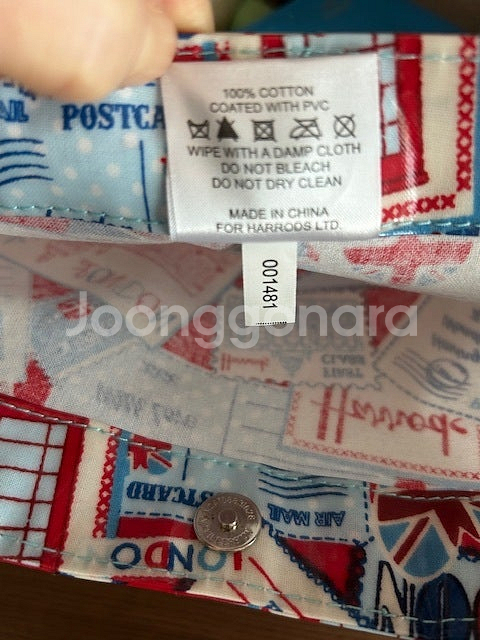 POSTCA
100% COTTON
COATED WITH PVC
WIPE WITH A DAMP CLOTH
DO NOT BLEACH
DO NOT DRY CLEAN
MADE IN CHINA
FOR HARRODS LTD.
001481
Joonggonara
Harrods
STCARD
AIR MAIL
LONDO